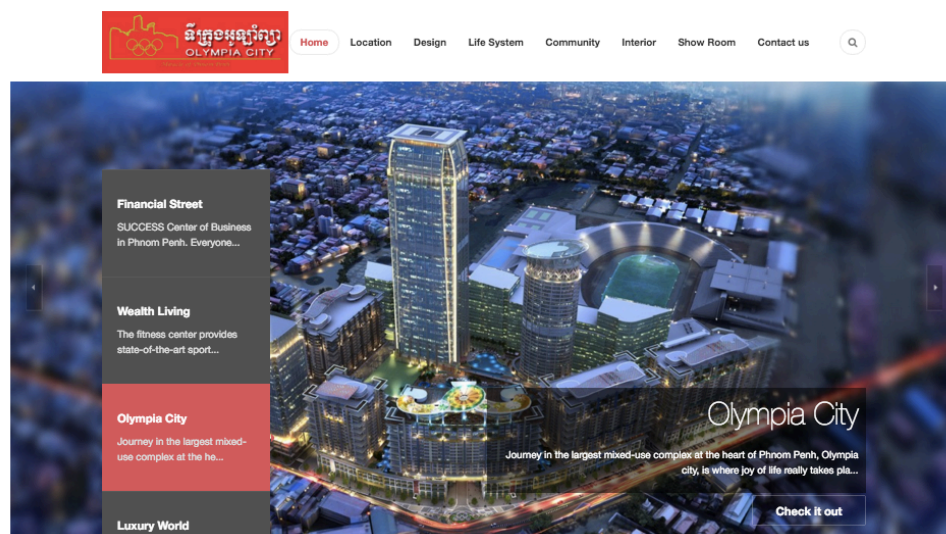 ទីក្រុងអូឡាំព្យា
OLYMPIA CITY
Home
Location
Design
Life System
Community
Interior
Show Room
Contact us
Financial Street
SUCCESS Center of Business
in Phnom Penh. Everyone...
Wealth Living
The fitness center provides
state-of-the-art sport...
Olympia City
Journey in the largest mixed-
use complex at the he...
Luxury World
Olympia City
Journey in the largest mixed-use complex at the heart of Phnom Penh, Olympia
city, is where joy of life really takes pla...
Check it out